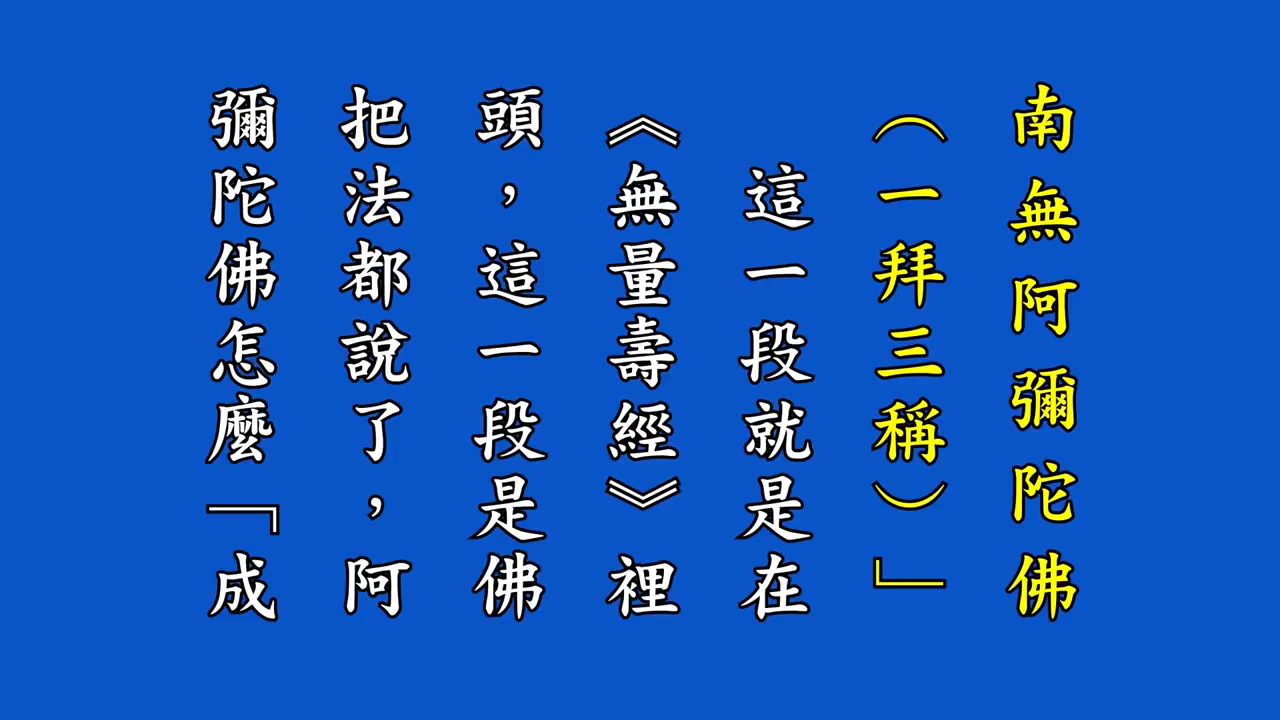 南無阿彌陀佛
（一拜三稱）」
這一段就是在
《無量壽經》裡
頭，這一段是佛
把法都說了，阿
彌陀佛怎麼「成